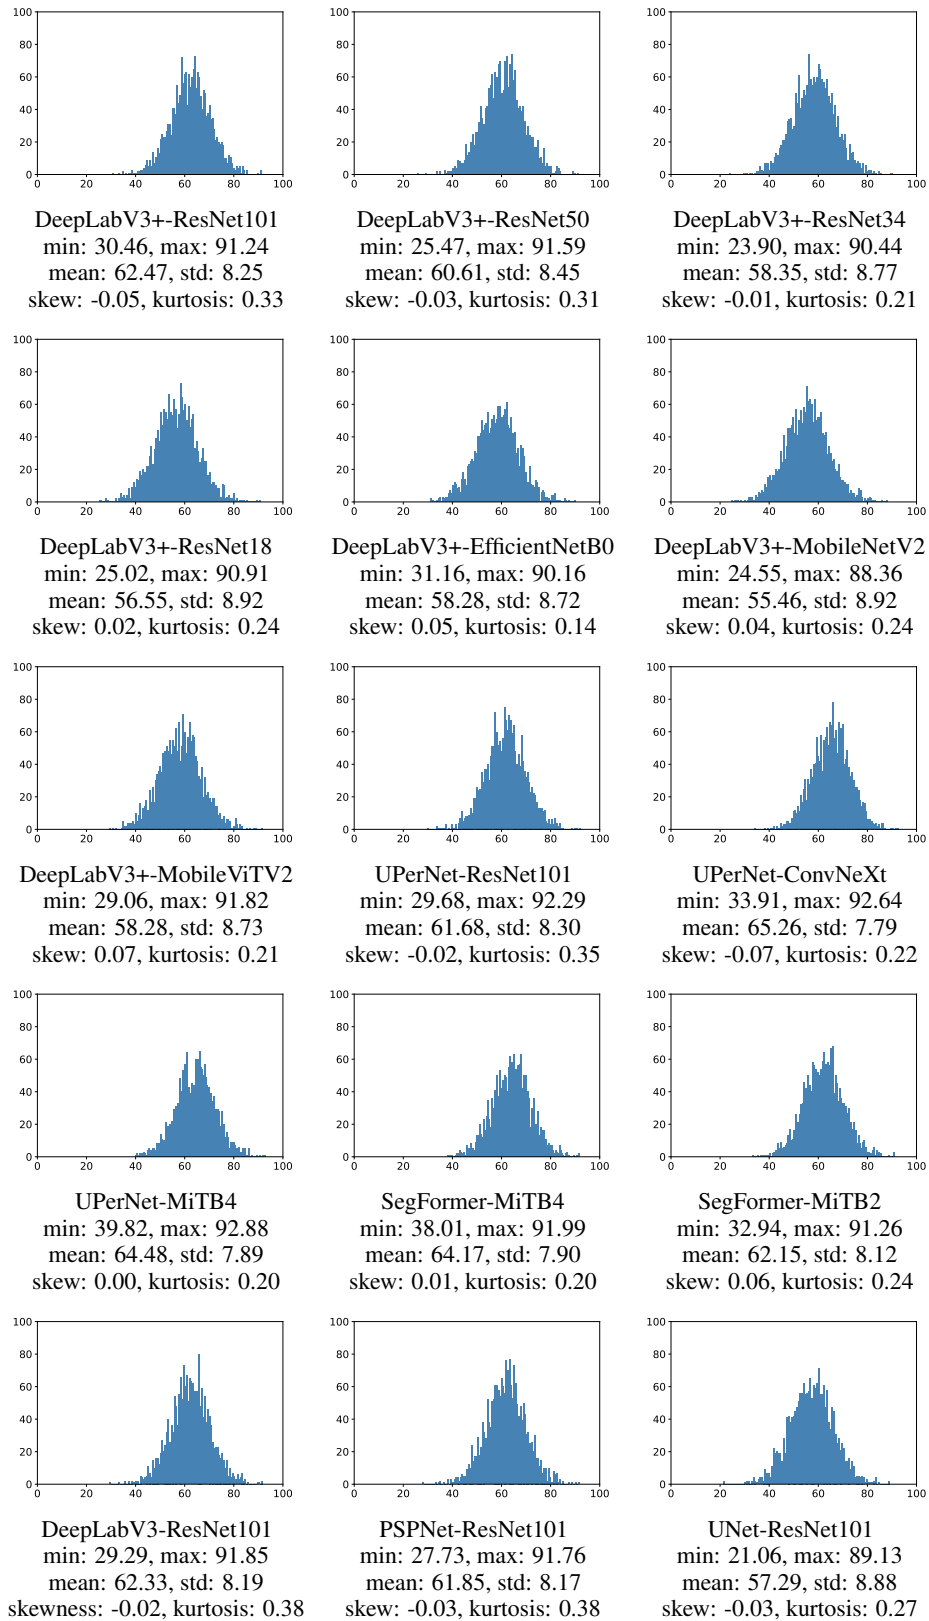 DeepLabV3+-ResNet101
min: 30.46, max: 91.24
mean: 62.47, std: 8.25
skew: -0.05, kurtosis: 0.33
DeepLabV3+-ResNet50
min: 25.47, max: 91.59
mean: 60.61, std: 8.45
skew: -0.03, kurtosis: 0.31
DeepLabV3+-ResNet34
min: 23.90, max: 90.44
mean: 58.35, std: 8.77
skew: -0.01, kurtosis: 0.21
DeepLabV3+-ResNet18
min: 25.02, max: 90.91
mean: 56.55, std: 8.92
skew: 0.02, kurtosis: 0.24
DeepLabV3+-EfficientNetB0
min: 31.16, max: 90.16
mean: 58.28, std: 8.72
skew: 0.05, kurtosis: 0.14
DeepLabV3+-MobileNetV2
min: 24.55, max: 88.36
mean: 55.46, std: 8.92
skew: 0.04, kurtosis: 0.24
DeepLabV3+-MobileViTV2
min: 29.06, max: 91.82
mean: 58.28, std: 8.73
skew: 0.07, kurtosis: 0.21
UPerNet-ResNet101
min: 29.68, max: 92.29
mean: 61.68, std: 8.30
skew: -0.02, kurtosis: 0.35
UPerNet-ConvNeXt
min: 33.91, max: 92.64
mean: 65.26, std: 7.79
skew: -0.07, kurtosis: 0.22
UPerNet-MiTB4
min: 39.82, max: 92.88
mean: 64.48, std: 7.89
skew: 0.00, kurtosis: 0.20
SegFormer-MiTB4
min: 38.01, max: 91.99
mean: 64.17, std: 7.90
skew: 0.01, kurtosis: 0.20
SegFormer-MiTB2
min: 32.94, max: 91.26
mean: 62.15, std: 8.12
skew: 0.06, kurtosis: 0.24
DeepLabV3-ResNet101
min: 29.29, max: 91.85
mean: 62.33, std: 8.19
skewness: -0.02, kurtosis: 0.38
PSPNet-ResNet101
min: 27.73, max: 91.76
mean: 61.85, std: 8.17
skew: -0.03, kurtosis: 0.38
UNet-ResNet101
min: 21.06, max: 89.13
mean: 57.29, std: 8.88
skew: -0.03, kurtosis: 0.27